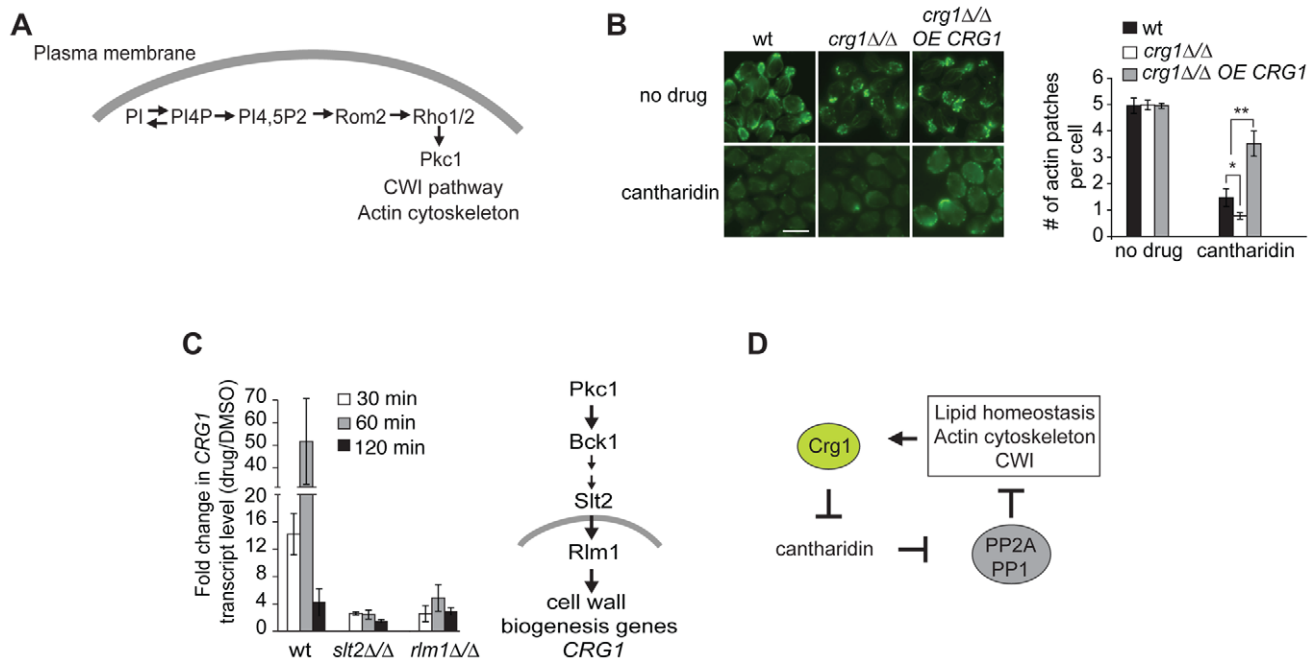 A
Plasma membrane
PI PI4P PI4,5P2 Rom2 Rho1/2
Pkc1
CWI pathway
Actin cytoskeleton
B
wt
crg1Δ/Δ
crg1Δ/Δ
OE CRG1
no drug
cantharidin
wt
crg1Δ/Δ
crg1Δ/Δ OE CRG1
# of actin patches
per cell
6
5
4
3
2
1
0
**
*
no drug
cantharidin
C
Fold change in CRG1
transcript level (drug/DMSO)
70
60
50
40
30
20
16
12
8
4
0
30 min
60 min
120 min
wt
slt2Δ/Δ
rlm1Δ/Δ
Pkc1
Bck1
Slt2
Rlm1
cell wall
biogenesis genes
CRG1
D
Crg1
Lipid homeostasis
Actin cytoskeleton
CWI
cantharidin
PP2A
PP1